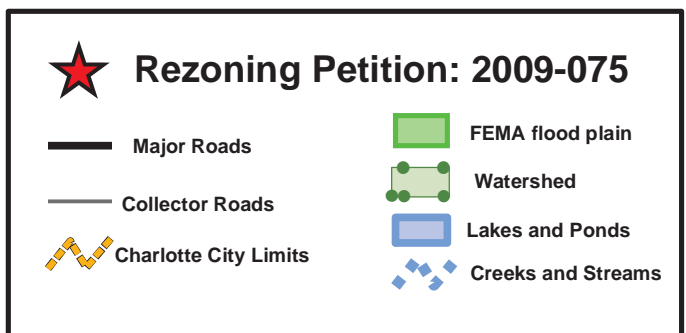 Rezoning Petition: 2009-075
Major Roads
Collector Roads
Charlotte City Limits
FEMA flood plain
Watershed
Lakes and Ponds
Creeks and Streams